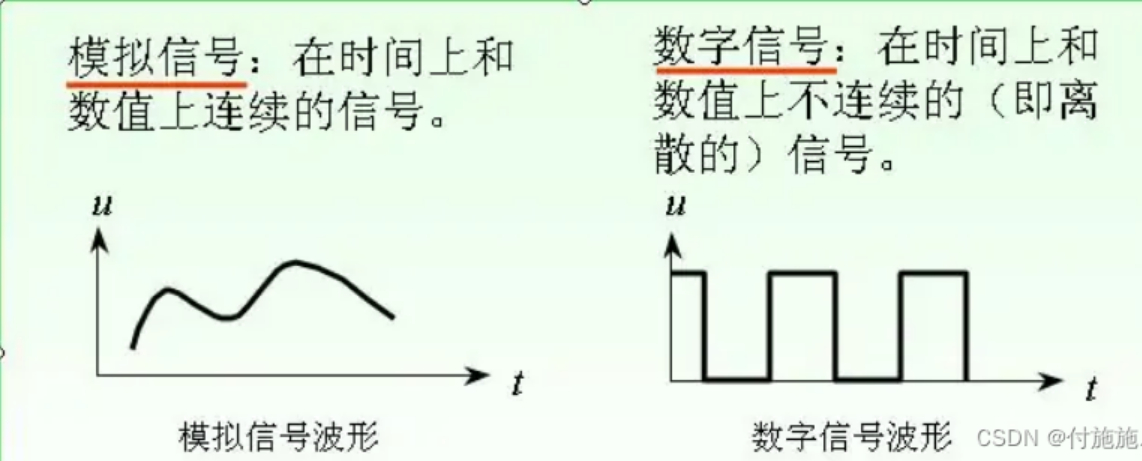 模拟信号：在时间上和
数值上连续的信号。
u
t
模拟信号波形
数字信号：在时间上和
数值上不连续的（即离
散的）信号。
u
t
数字信号波形
CSDN @付施施.